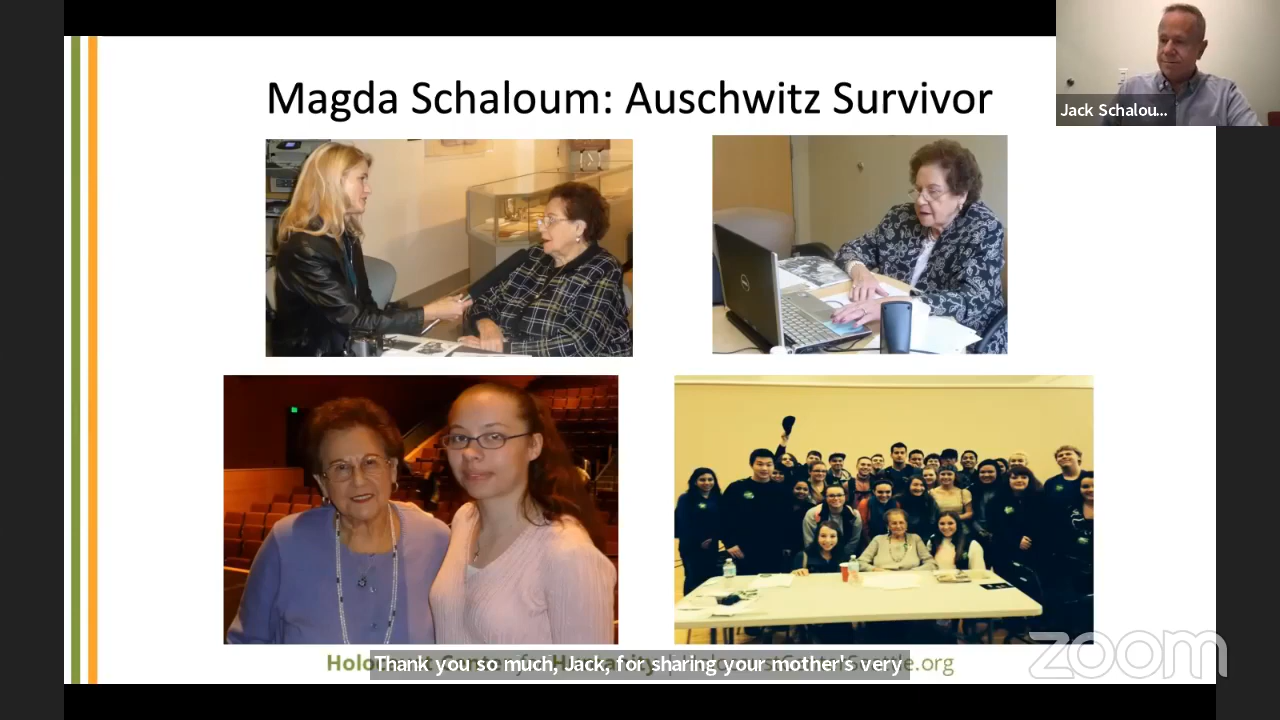 Magda Schaloum: Auschwitz Survivor
Jack Schalou...
Thank you so much, Jack, for sharing your mother's very
zoom